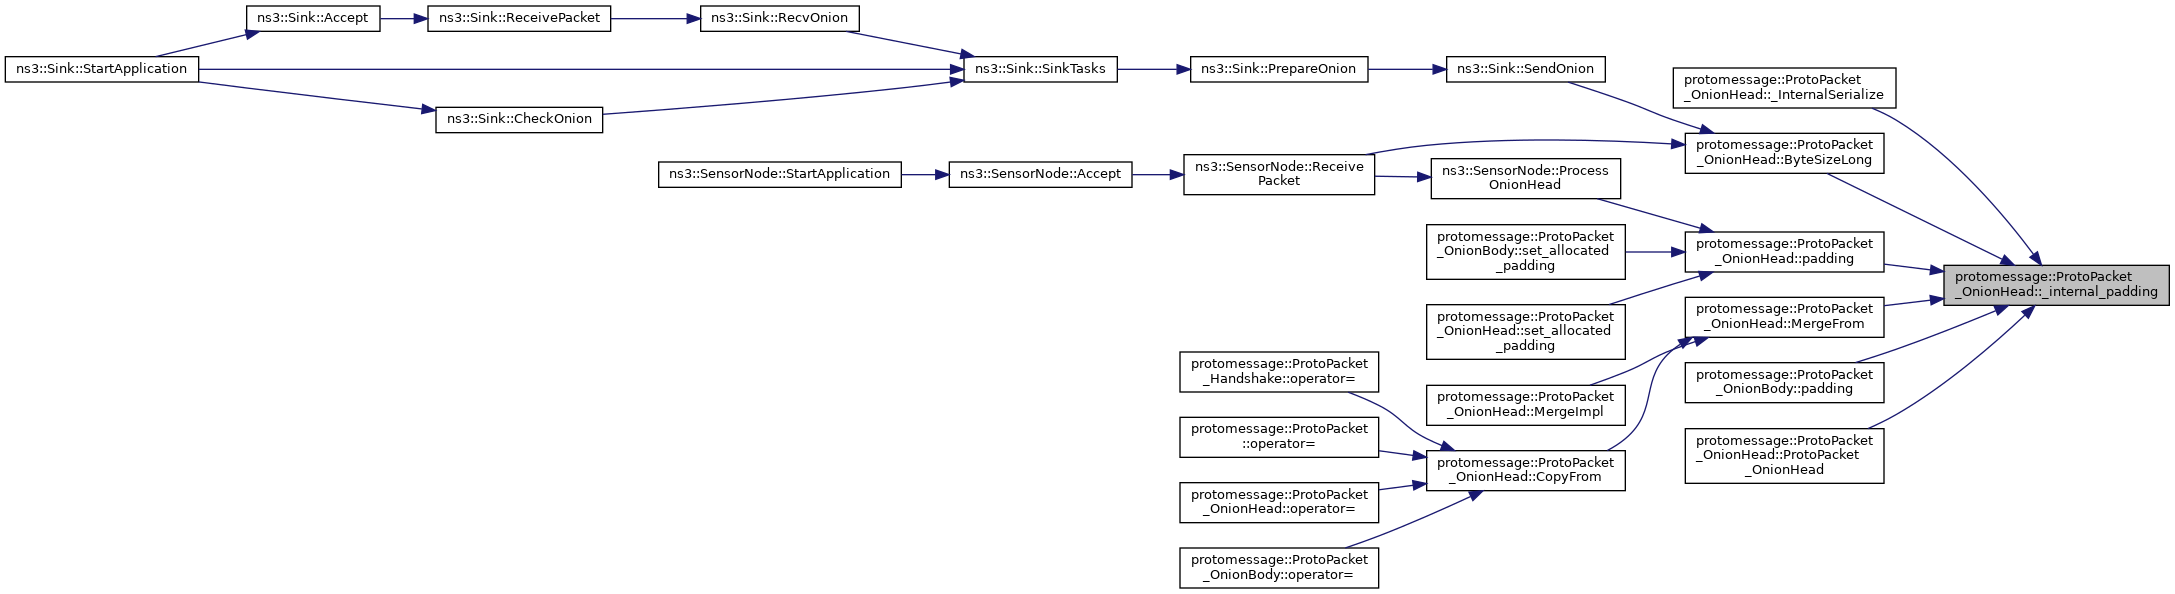 ns3::Sink::Accept
ns3::Sink::ReceivePacket
ns3::Sink::RecvOnion
ns3::Sink::StartApplication
ns3::Sink::SinkTasks
ns3::Sink::PrepareOnion
ns3::Sink::SendOnion
ns3::Sink::CheckOnion
protomessage::ProtoPacket
_OnionHead::_InternalSerialize
protomessage::ProtoPacket
_OnionHead::ByteSizeLong
ns3::SensorNode::StartApplication
ns3::SensorNode::Accept
ns3::SensorNode::Receive
Packet
ns3::SensorNode::Process
OnionHead
protomessage::ProtoPacket
_OnionBody::set_allocated
_padding
protomessage::ProtoPacket
_OnionHead::padding
protomessage::ProtoPacket
_OnionHead::_internal_padding
protomessage::ProtoPacket
_OnionHead::set_allocated
_padding
protomessage::ProtoPacket
_OnionHead::MergeFrom
protomessage::ProtoPacket
_Handshake::operator=
protomessage::ProtoPacket
_OnionHead::MergeImpl
protomessage::ProtoPacket
_OnionBody::padding
protomessage::ProtoPacket
::operator=
protomessage::ProtoPacket
_OnionHead::CopyFrom
protomessage::ProtoPacket
_OnionHead::ProtoPacket
_OnionHead
protomessage::ProtoPacket
_OnionHead::operator=
protomessage::ProtoPacket
_OnionBody::operator=